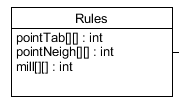 Rules
pointTab[][] : int
pointNeigh[][] : int
mill[][] : int